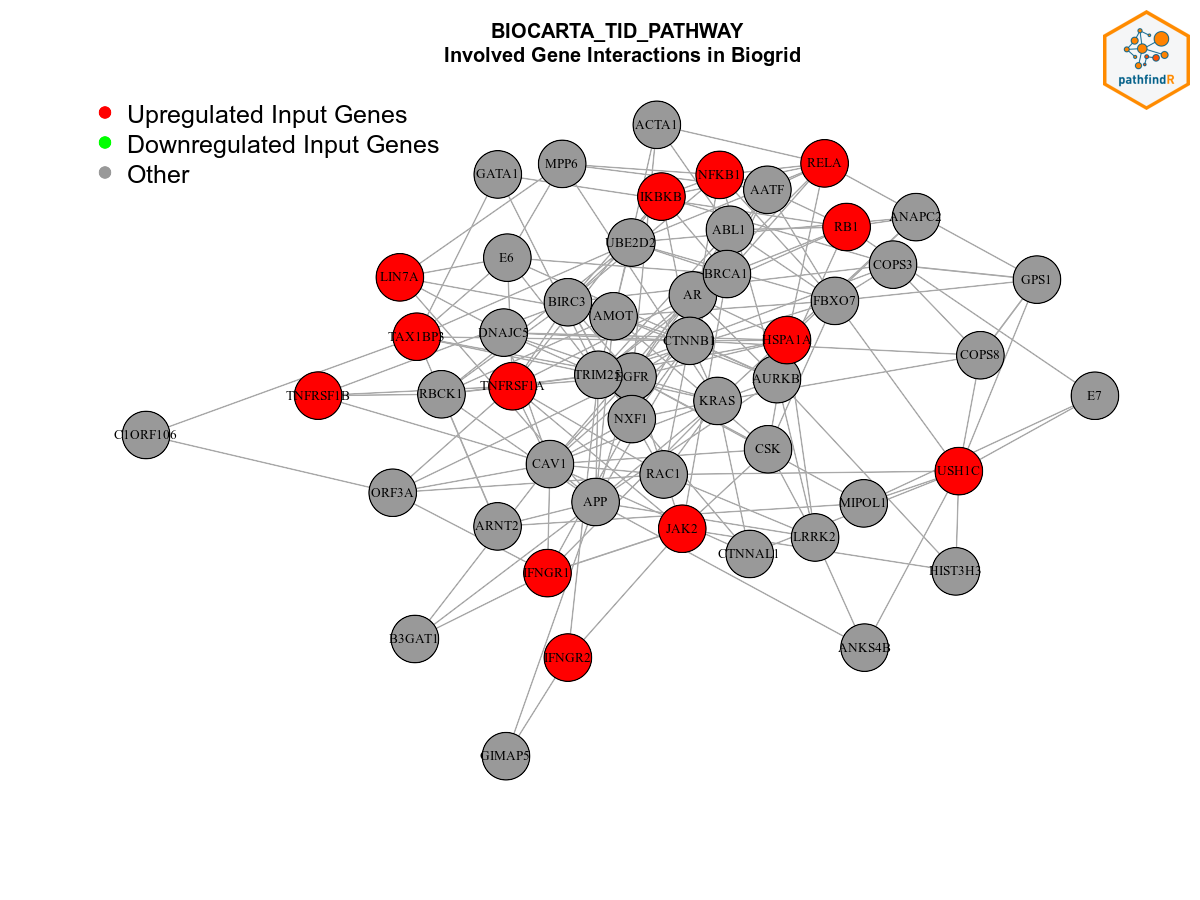 BIOCARTA_TID_PATHWAY
Involved Gene Interactions in Biogrid
pathfindR
Upregulated Input Genes
Downregulated Input Genes
Other
ACTA1
MPP6
GATA1
NFKB1
RELA
IKBKB
AATF
ANAPC2
RB1
ABL1
UBE2D2
E6
COPS3
LIN7A
BRCA1
GPS1
AR
BIRC3
FBXO7
AMOT
DNAJC5
TAX1BP3
CTNNB1
HSPA1A
COPS8
TRIM25
EGFR
AURKB
TNFRSF1A
TNFRSF1B
RBCK1
E7
KRAS
NXF1
C1ORF106
CSK
CAV1
RAC1
USH1C
ORF3A
APP
MIPOL1
ARNT2
JAK2
LRRK2
CTNNAL1
IFNGR1
HIST3H3
B3GAT1
ANKS4B
IFNGR2
GIMAP5